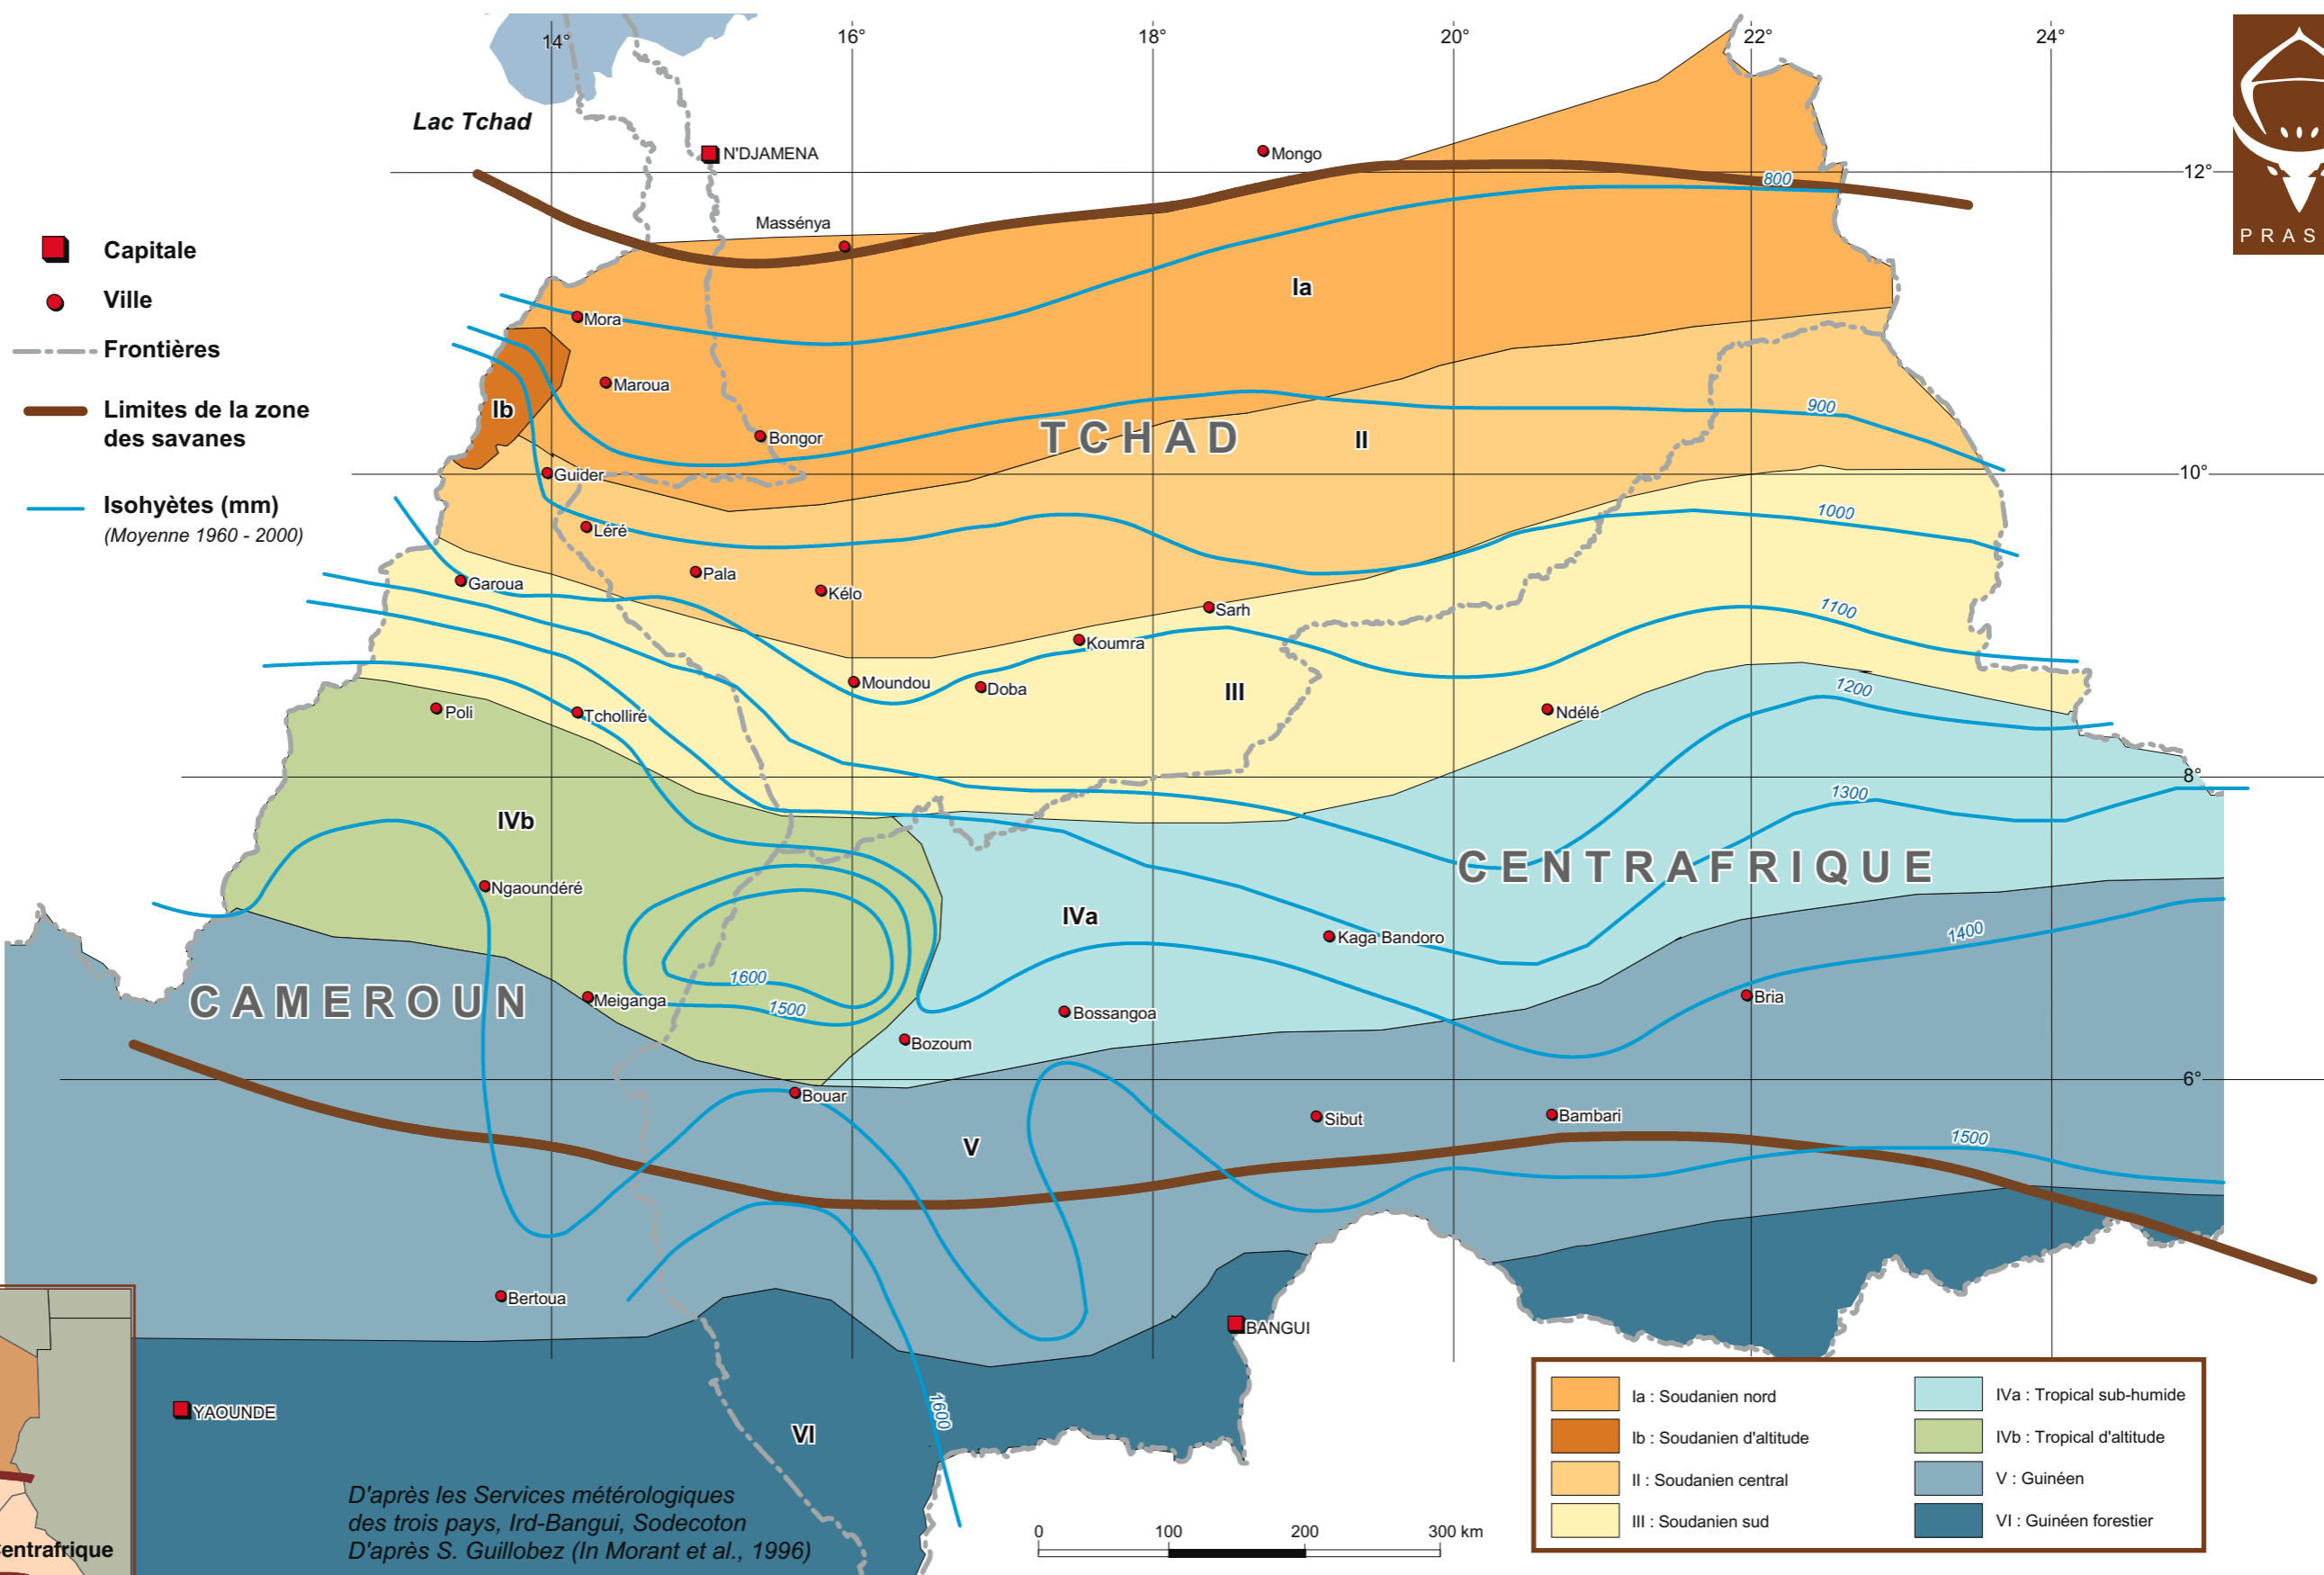 14°
16°
18°
20°
22°
24°
Lac Tchad
N'DJAMENA
Mongo
12°
800
Massénya
PRAS
Capitale
Ville
Frontières
Limites de la zone
des savanes
Isohyètes (mm)
(Moyenne 1960 - 2000)
Ia
Mora
Maroua
Ib
900
Bongor
TCHAD
II
Guider
10°
1000
Léré
Pala
Garoua
Kélo
Sarh
1100
Koumra
Moundou
Doba
III
1200
Poli
Tcholliré
Ndélé
8°
1300
IVb
CENTRAFRIQUE
Ngaoundéré
IVa
Kaga Bandoro
1400
1600
CAMEROUN
Meiganga
1500
Bria
Bossangoa
Bozoum
6°
Bouar
Sibut
Bambari
V
1500
Bertoua
BANGUI
YAOUNDE
1600
VI
Ia : Soudanien nord
Ib : Soudanien d'altitude
II : Soudanien central
III : Soudanien sud
IVa : Tropical sub-humide
IVb : Tropical d'altitude
V : Guinéen
VI : Guinéen forestier
D'après les Services météorologiques
des trois pays, Ird-Bangui, Sodecoton
D'après S. Guillobez (In Morant et al., 1996)
0 100 200 300 km
entrafrique